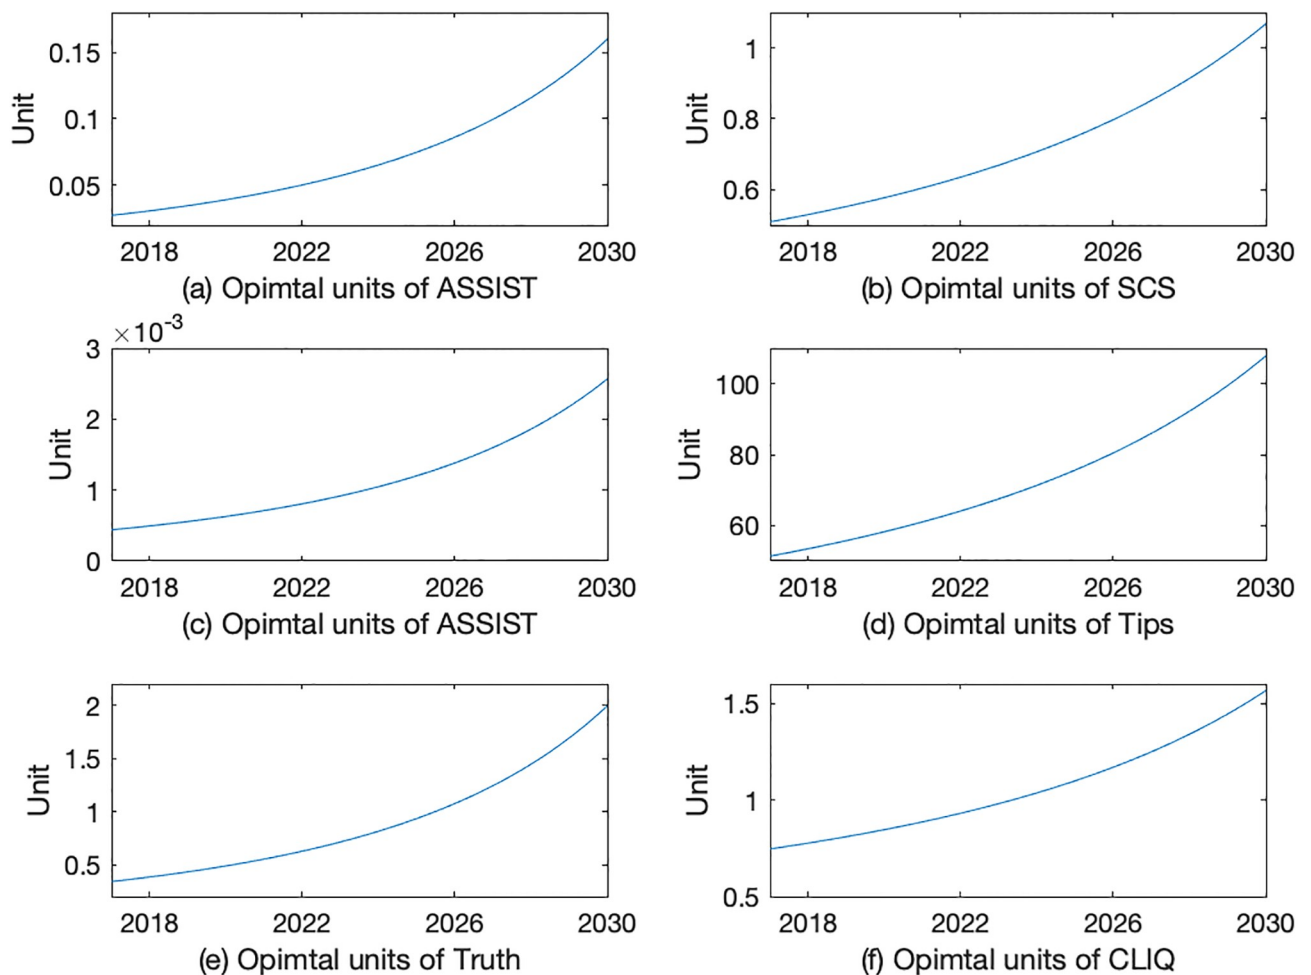 0.15
0.1
0.05
Unit
2018 2022 2026 2030
(a) Opimtal units of ASSIST
1
0.8
0.6
Unit
2018 2022 2026 2030
(b) Opimtal units of SCS
×10-3
3
2
1
0
Unit
2018 2022 2026 2030
(c) Opimtal units of ASSIST
100
80
60
Unit
2018 2022 2026 2030
(d) Opimtal units of Tips
2
1.5
1
0.5
Unit
2018 2022 2026 2030
(e) Opimtal units of Truth
1.5
1
0.5
Unit
2018 2022 2026 2030
(f) Opimtal units of CLIQ